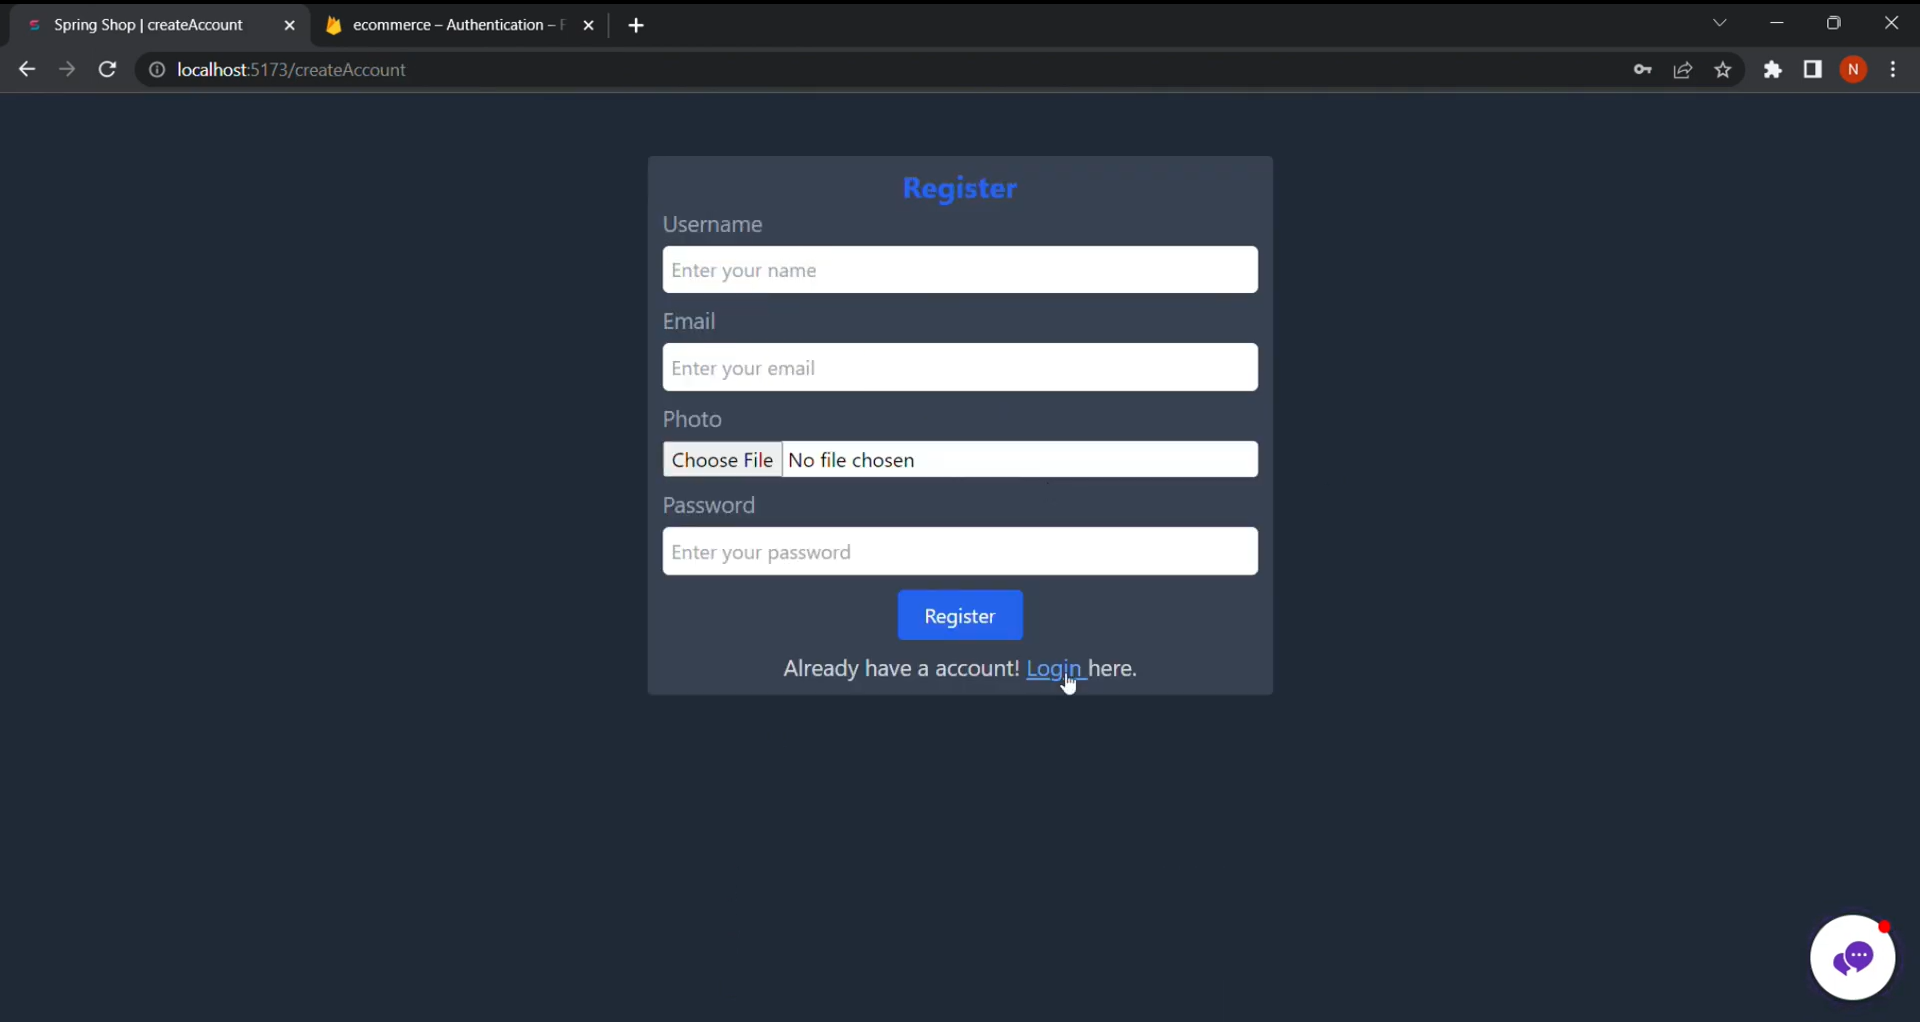 Spring Shop | createAccount
ecommerce – Authentication – F
localhost:5173/createAccount
N
Register
Username
Enter your name
Email
Enter your email
Photo
Choose File No file chosen
Password
Enter your password
Register
Already have a account! Login here.